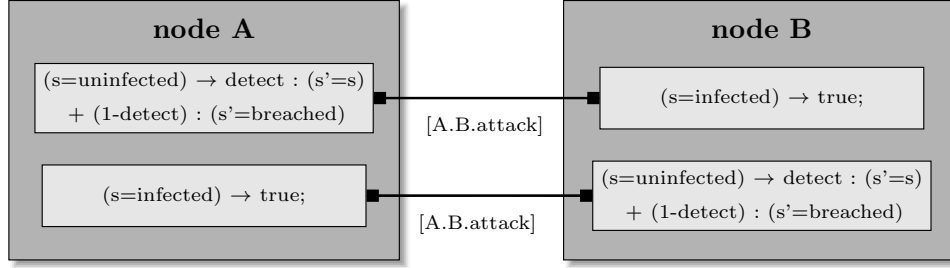 node A
(s=uninfected) → detect : (s’=s)
+ (1-detect) : (s’=breached)
(s=infected) → true;
[A.B.attack]
[A.B.attack]
node B
(s=infected) → true;
(s=uninfected) → detect : (s’=s)
+ (1-detect) : (s’=breached)